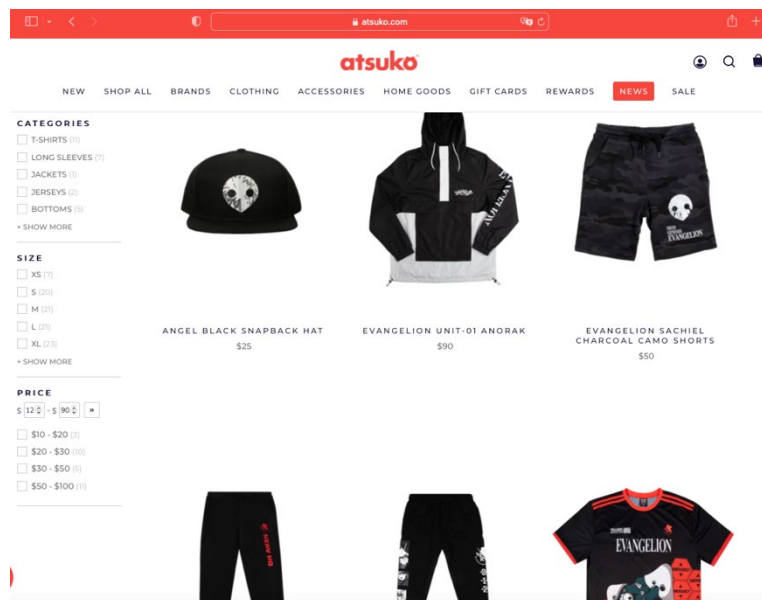 atsuko.com
atsuko
NEW SHOP ALL BRANDS CLOTHING ACCESSORIES HOME GOODS GIFT CARDS REWARDS NEWS SALE
CATEGORIES
T-SHIRTS (11)
LONG SLEEVES (7)
JACKETS (1)
JERSEYS (2)
BOTTOMS (5)
+ SHOW MORE
SIZE
XS (7)
S (20)
M (21)
L (21)
XL (23)
+ SHOW MORE
PRICE
$ 12 - $ 90 »
$10 - $20 (3)
$20 - $30 (10)
$30 - $50 (5)
$50 - $100 (11)
EVANGELION
ANGEL BLACK SNAPBACK HAT
$25
EVANGELION UNIT-01 ANORAK
$90
EVANGELION SACHIEL
CHARCOAL CAMO SHORTS
$50
NERV HQ
EVANGELION